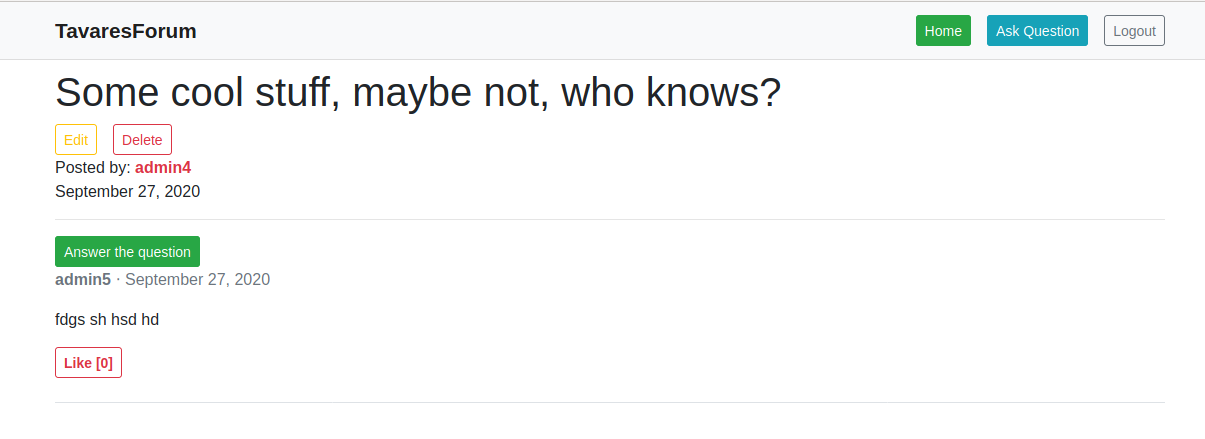 TavaresForum Home Ask Question Logout
Some cool stuff, maybe not, who knows?
Edit Delete
Posted by: admin4
September 27, 2020
Answer the question
admin5 · September 27, 2020
fdgs sh hsd hd
Like [0]